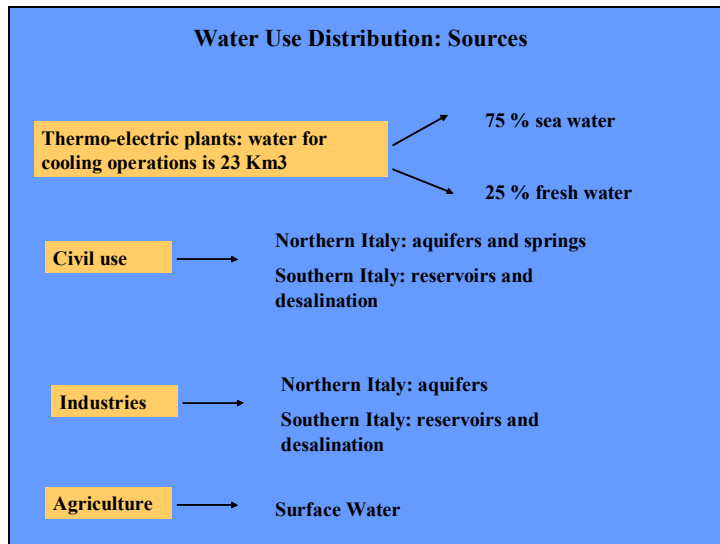 Water Use Distribution: Sources
Thermo-electric plants: water for
cooling operations is 23 Km3
75 % sea water
25 % fresh water
Civil use
Northern Italy: aquifers and springs
Southern Italy: reservoirs and
desalination
Industries
Northern Italy: aquifers
Southern Italy: reservoirs and
desalination
Agriculture
Surface Water